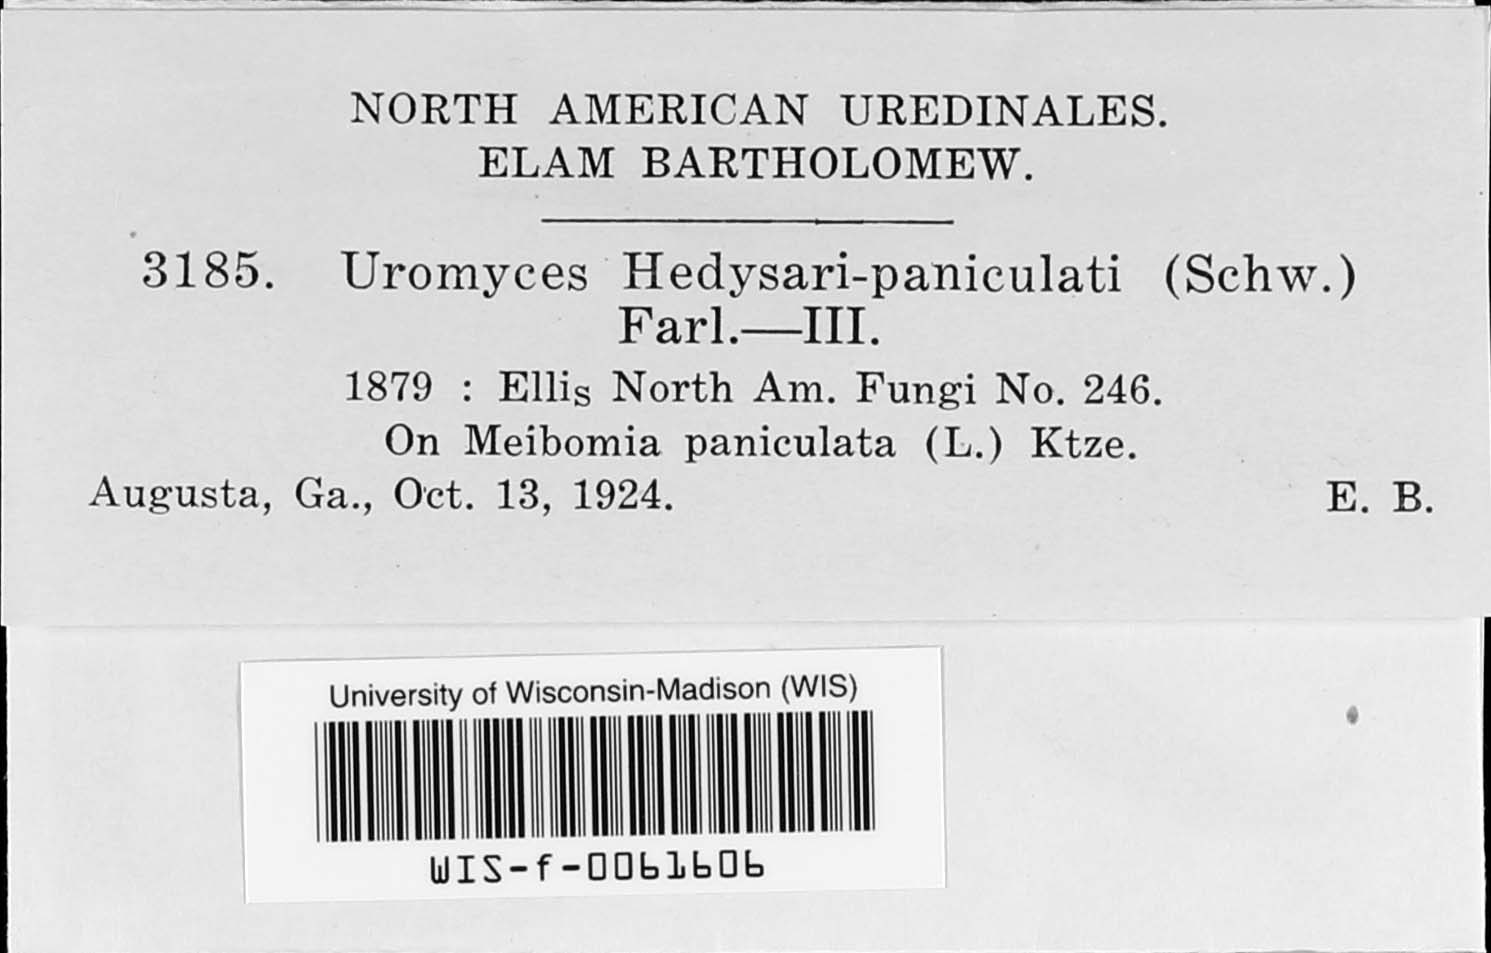 NORTH AMERICAN UREDINALES.
ELAM BARTHOLOMEW.
3185. Uromyces Hedysari-paniculati (Schw.)
Farl.—III.
1879 : Ellis North Am. Fungi No. 246.
On Meibomia paniculata (L.) Ktze.
Augusta, Ga., Oct. 13, 1924. E. B.
University of Wisconsin-Madison (WIS)
WIS-f-0061606